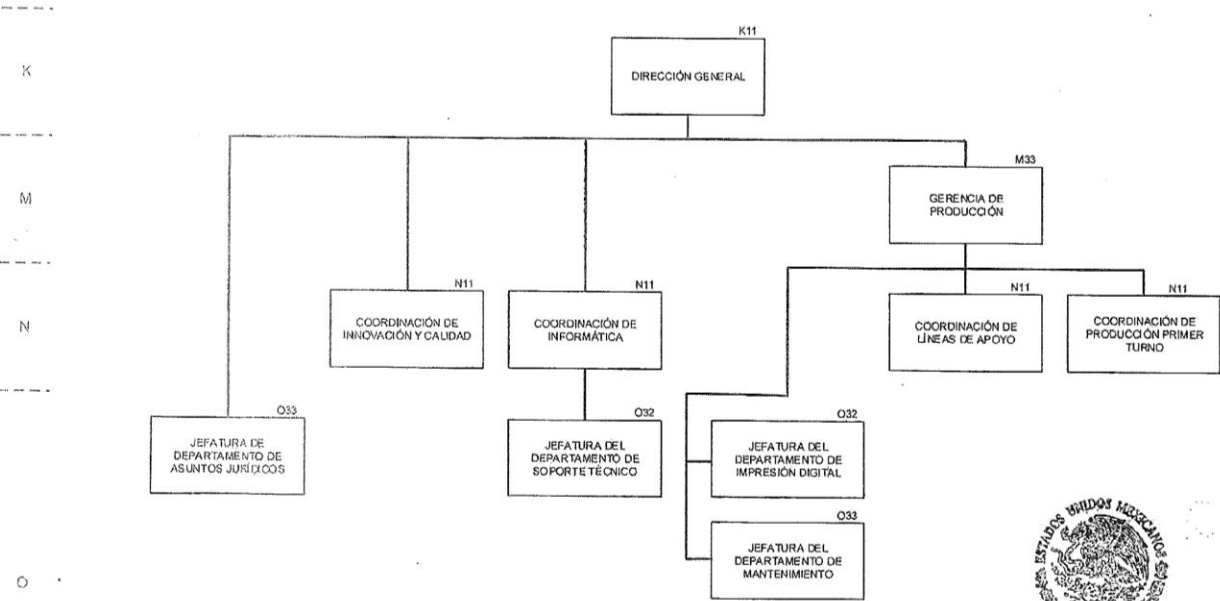 K11
DIRECCIÓN GENERAL
K
M33
GERENCIA DE
PRODUCCIÓN
M
N11
COORDINACIÓN DE
INNOVACIÓN Y CALIDAD
N11
COORDINACIÓN DE
INFORMÁTICA
N11
COORDINACIÓN DE
LÍNEAS DE APOYO
N11
COORDINACIÓN DE
PRODUCCIÓN PRIMER
TURNO
N
O33
JEFATURA DE
DEPARTAMENTO DE
ASUNTOS JURÍDICOS
O32
JEFATURA DEL
DEPARTAMENTO DE
SOPORTE TÉCNICO
O32
JEFATURA DEL
DEPARTAMENTO DE
IMPRESIÓN DIGITAL
O33
JEFATURA DEL
DEPARTAMENTO DE
MANTENIMIENTO
O
ESTADOS UNIDOS MEXICANOS